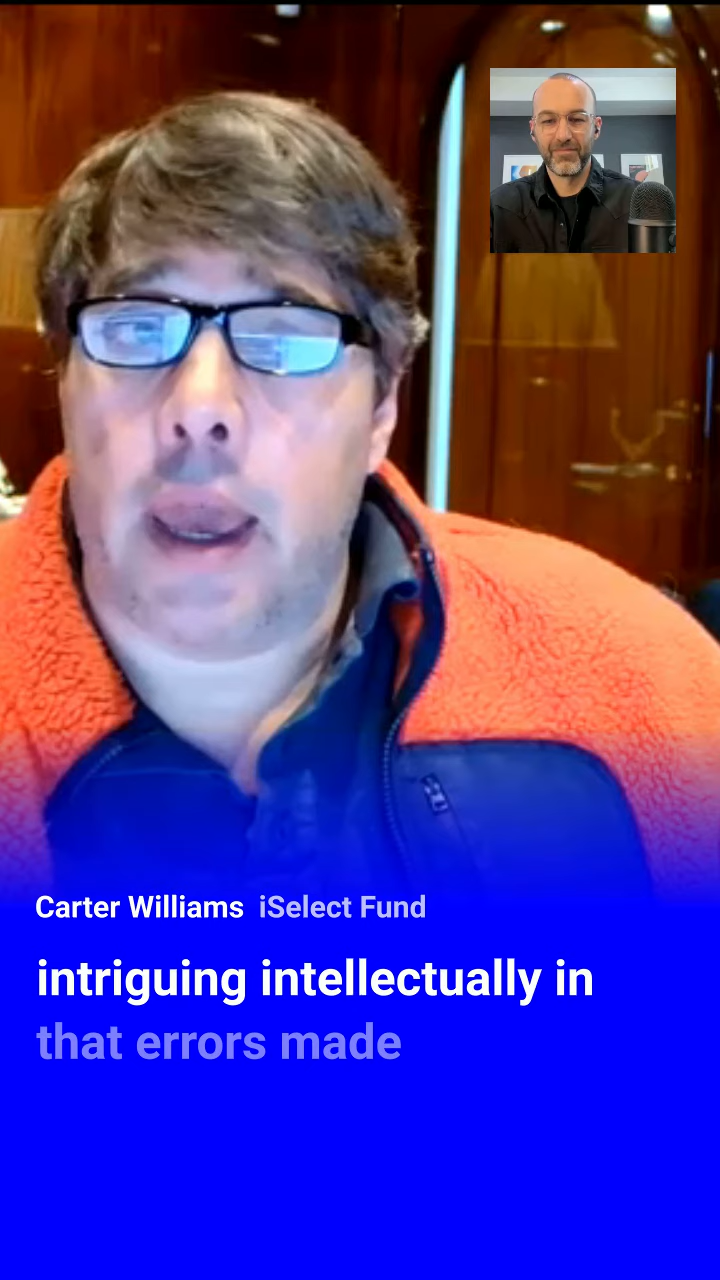 Carter Williams iSelect Fund
intriguing intellectually in
that errors made